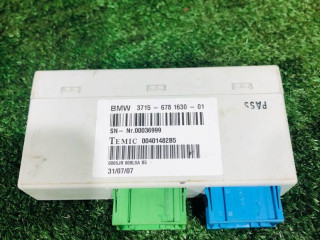 BMW 3715 - 678 1630 - 01
SN- Nr.00036999
TEMIC 00401482B5
31/07/07
PASS